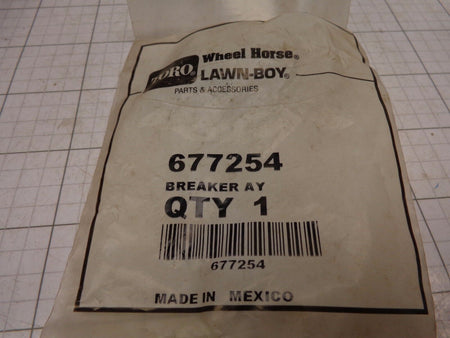 TORO®
Wheel Horse®
LAWN-BOY®
PARTS & ACCESSORIES
677254
BREAKER AY
QTY 1
677254
MADE IN MEXICO